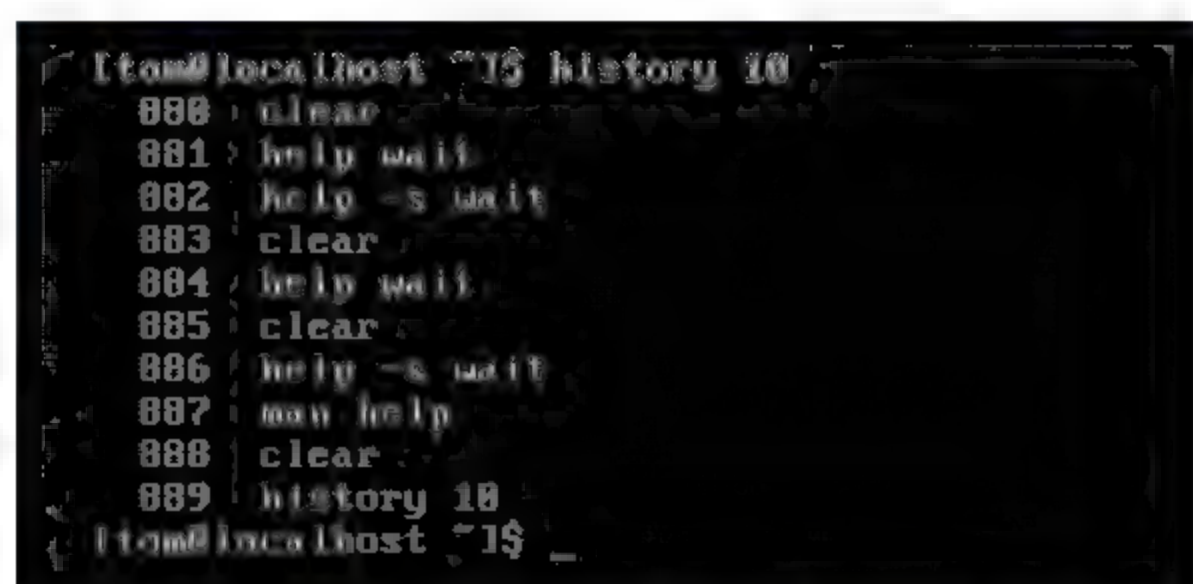 [tom@localhost ~]$ history 10
880 clear
881 help wait
882 help -s wait
883 clear
884 help wait
885 clear
886 help -s wait
887 man help
888 clear
889 history 10
[tom@localhost ~]$ _